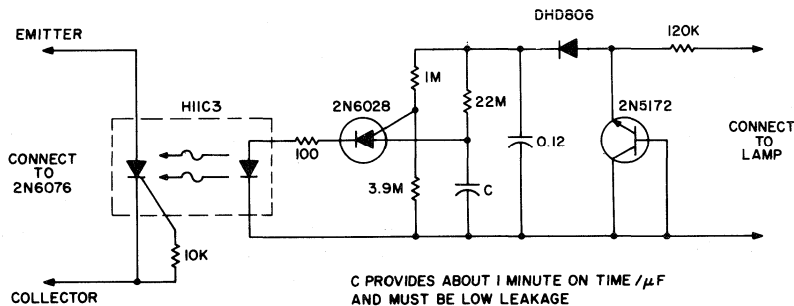 DHD806
EMITTER
120K
1M
H11C3
2N6028
22M
2N5172
CONNECT
TO
2N6076
100
0.12
CONNECT
TO
LAMP
3.9M
C
10K
COLLECTOR
C PROVIDES ABOUT 1 MINUTE ON TIME/µF
AND MUST BE LOW LEAKAGE